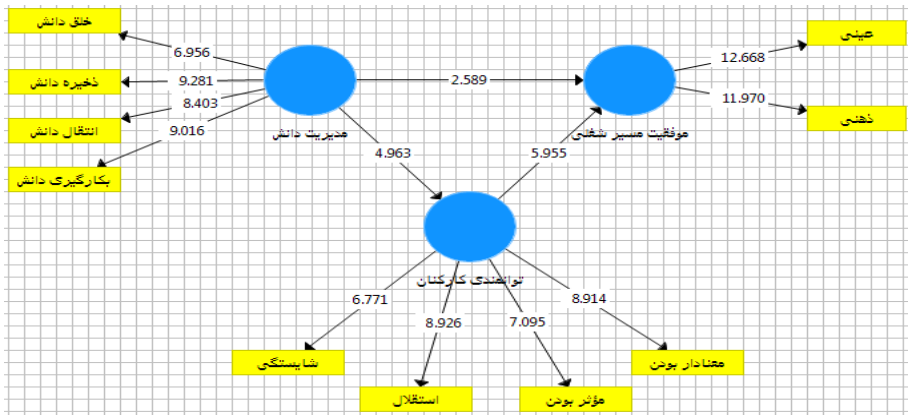 خلق دانش
ذخیره دانش
انتقال دانش
بکارگیری دانش
6.956
9.281
8.403
9.016
مدیریت دانش
2.589
4.963
5.955
موفقیت مسیر شغلی
12.668
11.970
عینی
ذهنی
توانمندی کارکنان
6.771
8.926
7.095
8.914
شایستگی
استقلال
مؤثر بودن
معنادار بودن